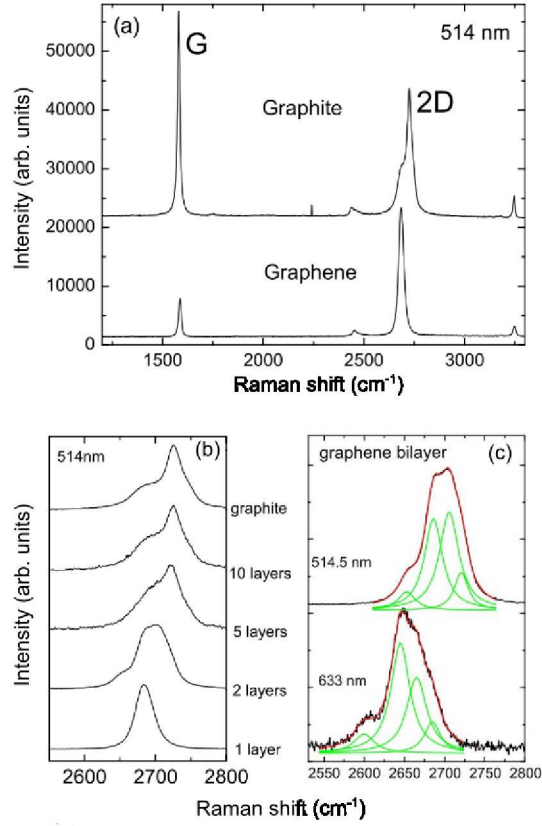 (a)
514 nm
G
2D
Graphite
Graphene
Intensity (arb. units)
50000
40000
30000
20000
10000
0
1500
2000
2500
3000
Raman shift (cm⁻¹)
514nm
(b)
graphite
10 layers
5 layers
2 layers
1 layer
Intensity (arb. units)
2600
2700
2800
graphene bilayer
(c)
514.5 nm
633 nm
2550
2600
2650
2700
2750
2800
Raman shift (cm⁻¹)